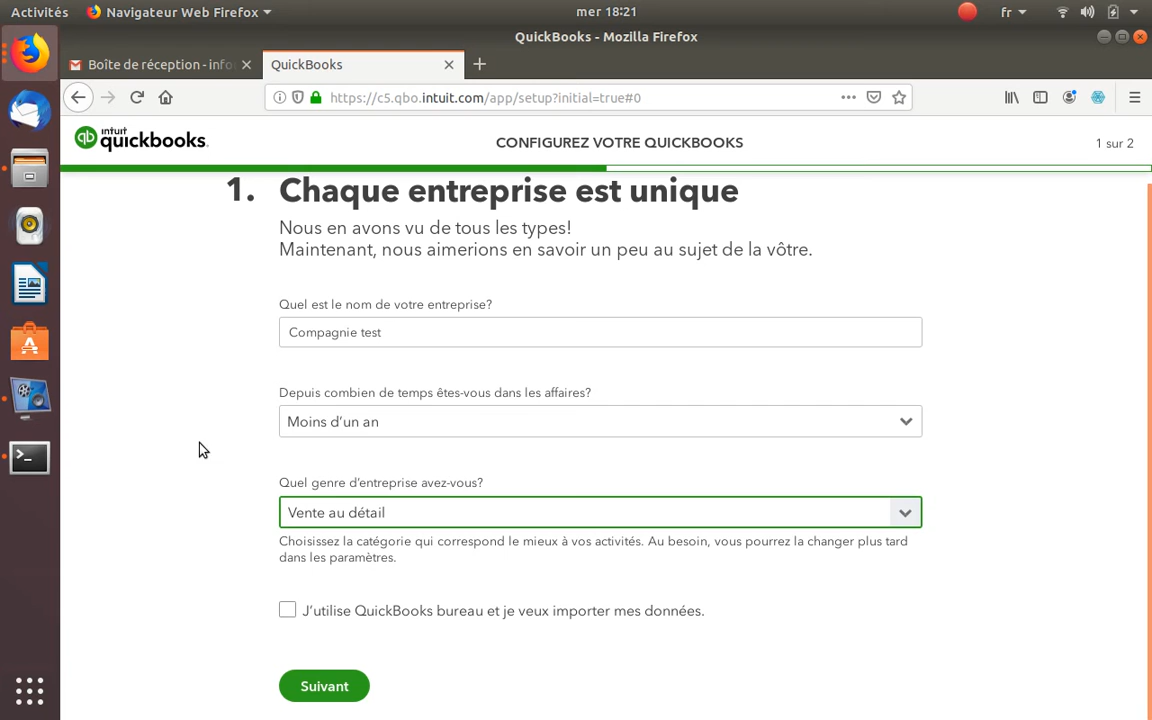 Activités Navigateur Web Firefox mer 18:21 fr
QuickBooks - Mozilla Firefox
Boîte de réception - info QuickBooks
https://c5.qbo.intuit.com/app/setup?initial=true#0
intuit quickbooks. CONFIGUREZ VOTRE QUICKBOOKS 1 sur 2
1. Chaque entreprise est unique
Nous en avons vu de tous les types!
Maintenant, nous aimerions en savoir un peu au sujet de la vôtre.
Quel est le nom de votre entreprise?
Compagnie test
Depuis combien de temps êtes-vous dans les affaires?
Moins d'un an
Quel genre d'entreprise avez-vous?
Vente au détail
Choisissez la catégorie qui correspond le mieux à vos activités. Au besoin, vous pourrez la changer plus tard
dans les paramètres.
J'utilise QuickBooks bureau et je veux importer mes données.
Suivant